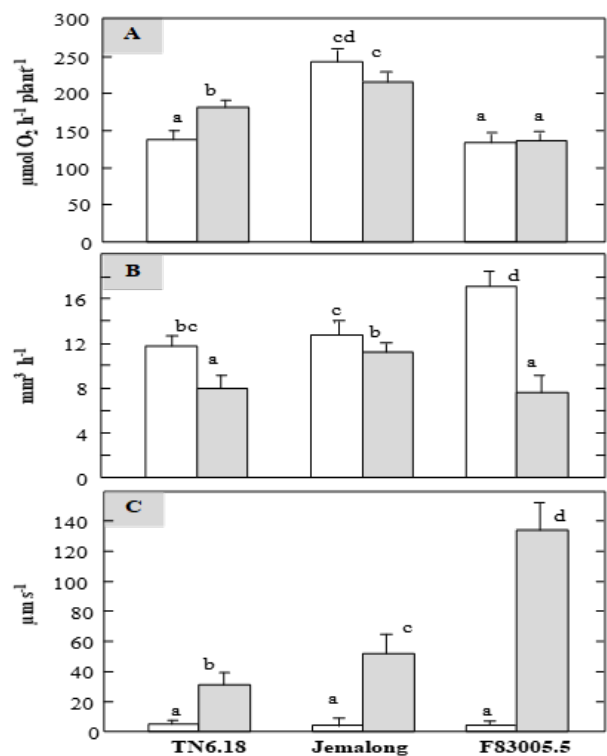 A
300
250
200
150
100
50
0
µmol O₂ h⁻¹ plant⁻¹
a b cd c a a
B
16
12
8
4
0
mm³ h⁻¹
bc a c b d a
C
140
120
100
80
60
40
20
0
µm s⁻¹
a b a c a d
TN6.18 Jemalong F83005.5